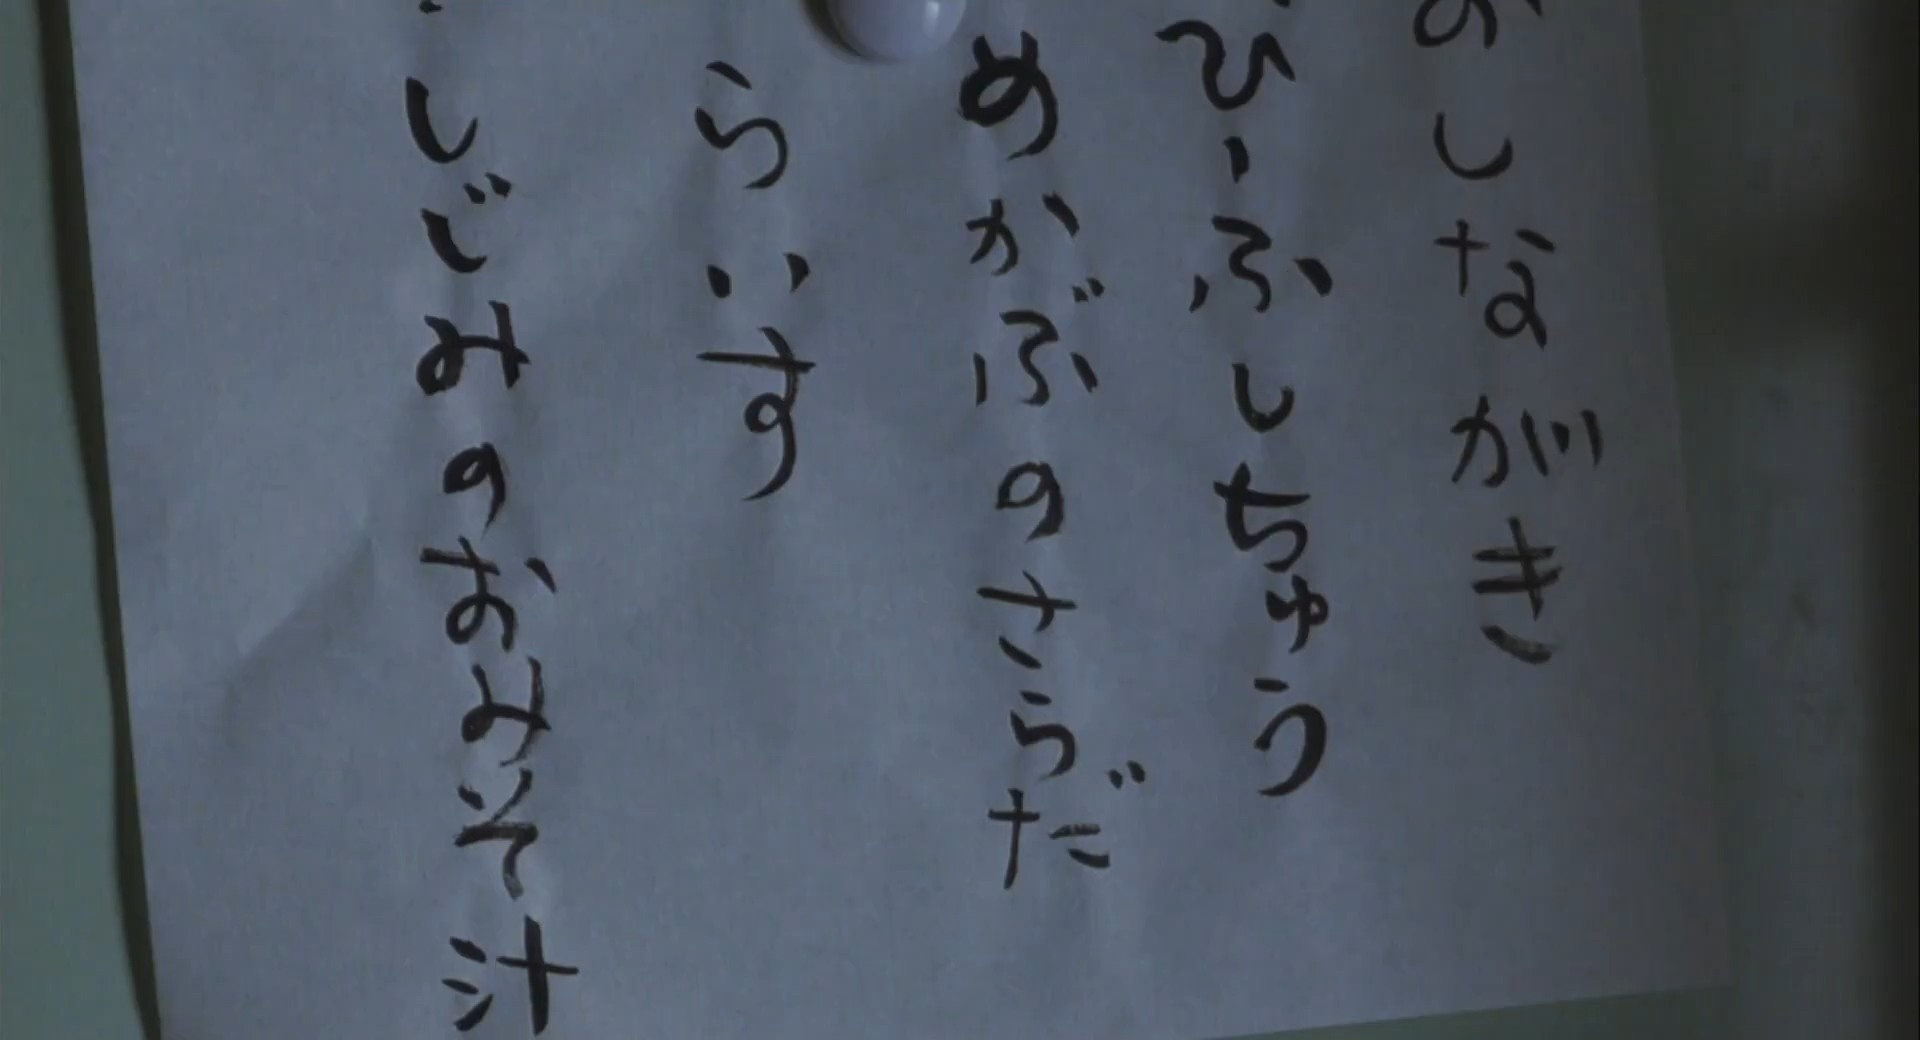 おしながき
びーふしちゅう
めかぶのさらだ
らいす
しじみのおみそ汁